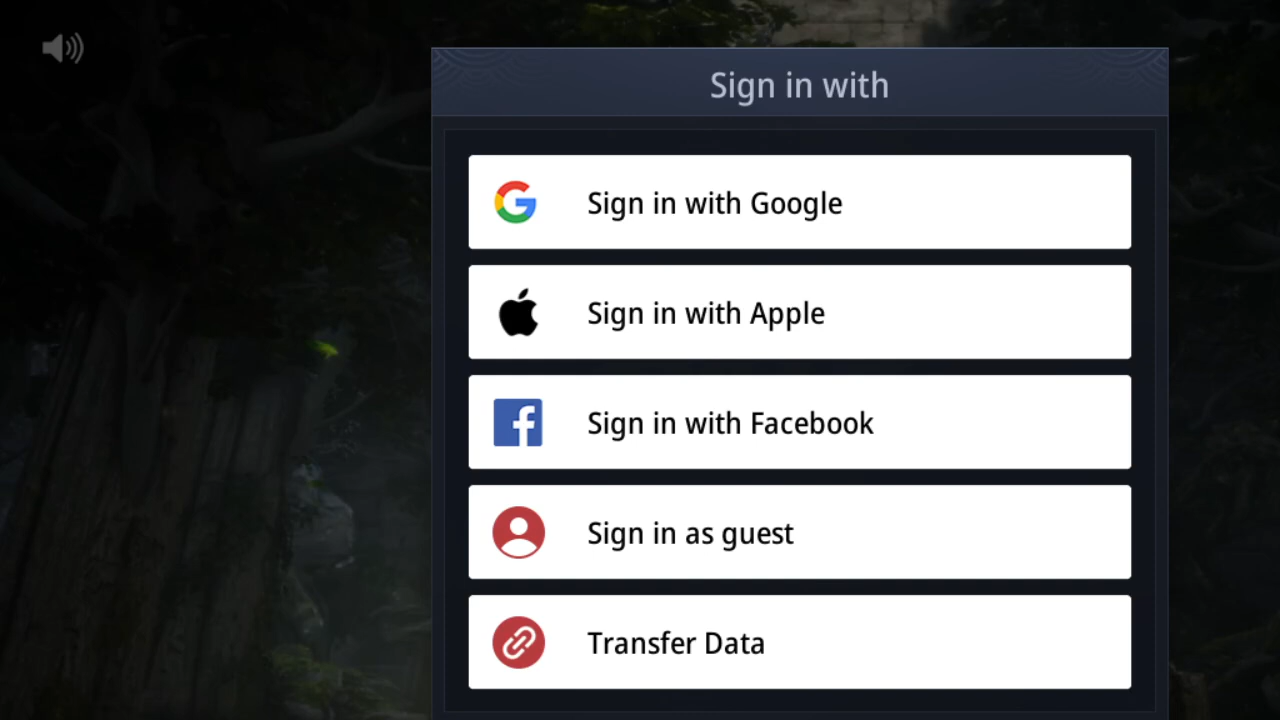 Sign in with
Sign in with Google
Sign in with Apple
Sign in with Facebook
Sign in as guest
Transfer Data